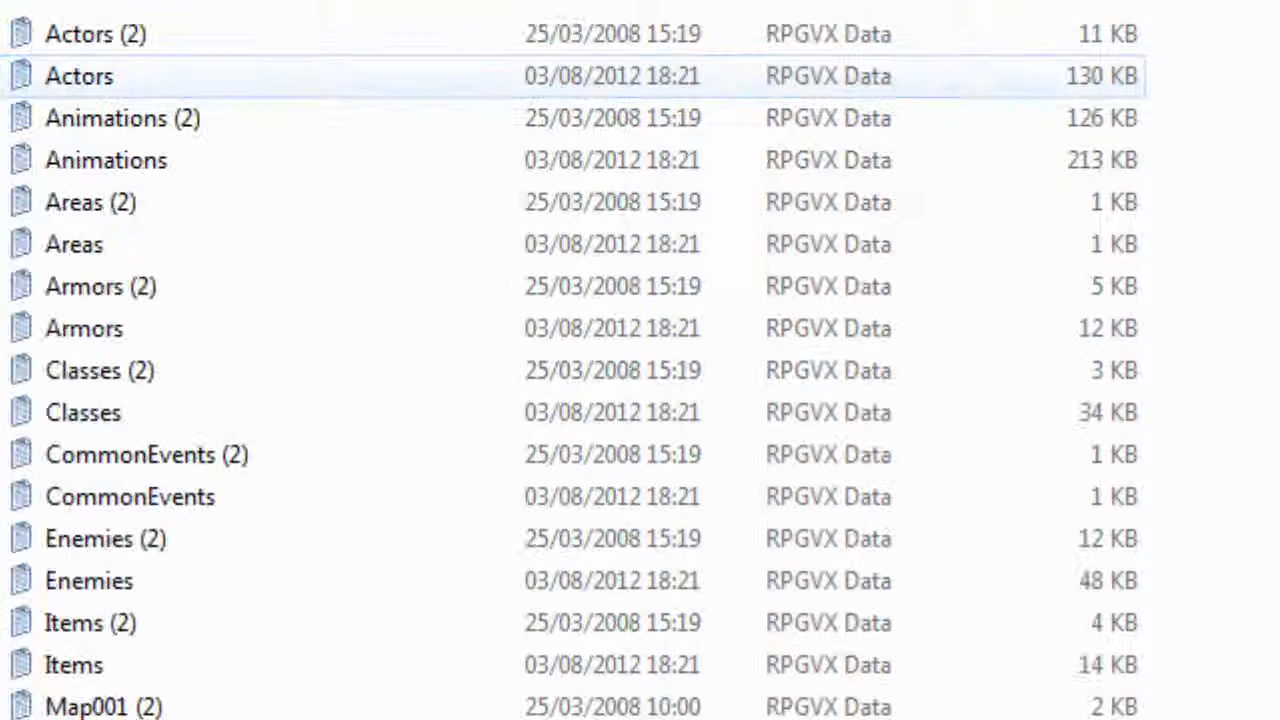 Actors (2) 25/03/2008 15:19 RPGVX Data 11 KB
Actors 03/08/2012 18:21 RPGVX Data 130 KB
Animations (2) 25/03/2008 15:19 RPGVX Data 126 KB
Animations 03/08/2012 18:21 RPGVX Data 213 KB
Areas (2) 25/03/2008 15:19 RPGVX Data 1 KB
Areas 03/08/2012 18:21 RPGVX Data 1 KB
Armors (2) 25/03/2008 15:19 RPGVX Data 5 KB
Armors 03/08/2012 18:21 RPGVX Data 12 KB
Classes (2) 25/03/2008 15:19 RPGVX Data 3 KB
Classes 03/08/2012 18:21 RPGVX Data 34 KB
CommonEvents (2) 25/03/2008 15:19 RPGVX Data 1 KB
CommonEvents 03/08/2012 18:21 RPGVX Data 1 KB
Enemies (2) 25/03/2008 15:19 RPGVX Data 12 KB
Enemies 03/08/2012 18:21 RPGVX Data 48 KB
Items (2) 25/03/2008 15:19 RPGVX Data 4 KB
Items 03/08/2012 18:21 RPGVX Data 14 KB
Map001 (2) 25/03/2008 10:00 RPGVX Data 2 KB